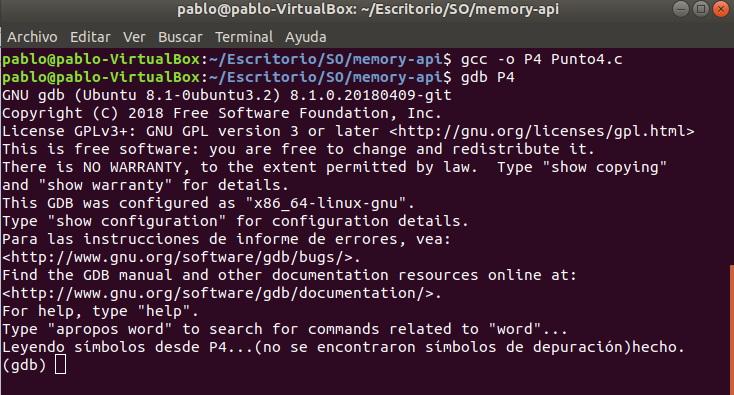 pablo@pablo-VirtualBox: ~/Escritorio/SO/memory-api
Archivo Editar Ver Buscar Terminal Ayuda
pablo@pablo-VirtualBox:~/Escritorio/SO/memory-api$ gcc -o P4 Punto4.c
pablo@pablo-VirtualBox:~/Escritorio/SO/memory-api$ gdb P4
GNU gdb (Ubuntu 8.1-0ubuntu3.2) 8.1.0.20180409-git
Copyright (C) 2018 Free Software Foundation, Inc.
License GPLv3+: GNU GPL version 3 or later <http://gnu.org/licenses/gpl.html>
This is free software: you are free to change and redistribute it.
There is NO WARRANTY, to the extent permitted by law.  Type "show copying"
and "show warranty" for details.
This GDB was configured as "x86_64-linux-gnu".
Type "show configuration" for configuration details.
Para las instrucciones de informe de errores, vea:
<http://www.gnu.org/software/gdb/bugs/>.
Find the GDB manual and other documentation resources online at:
<http://www.gnu.org/software/gdb/documentation/>.
For help, type "help".
Type "apropos word" to search for commands related to "word"...
Leyendo símbolos desde P4...(no se encontraron símbolos de depuración)hecho.
(gdb)